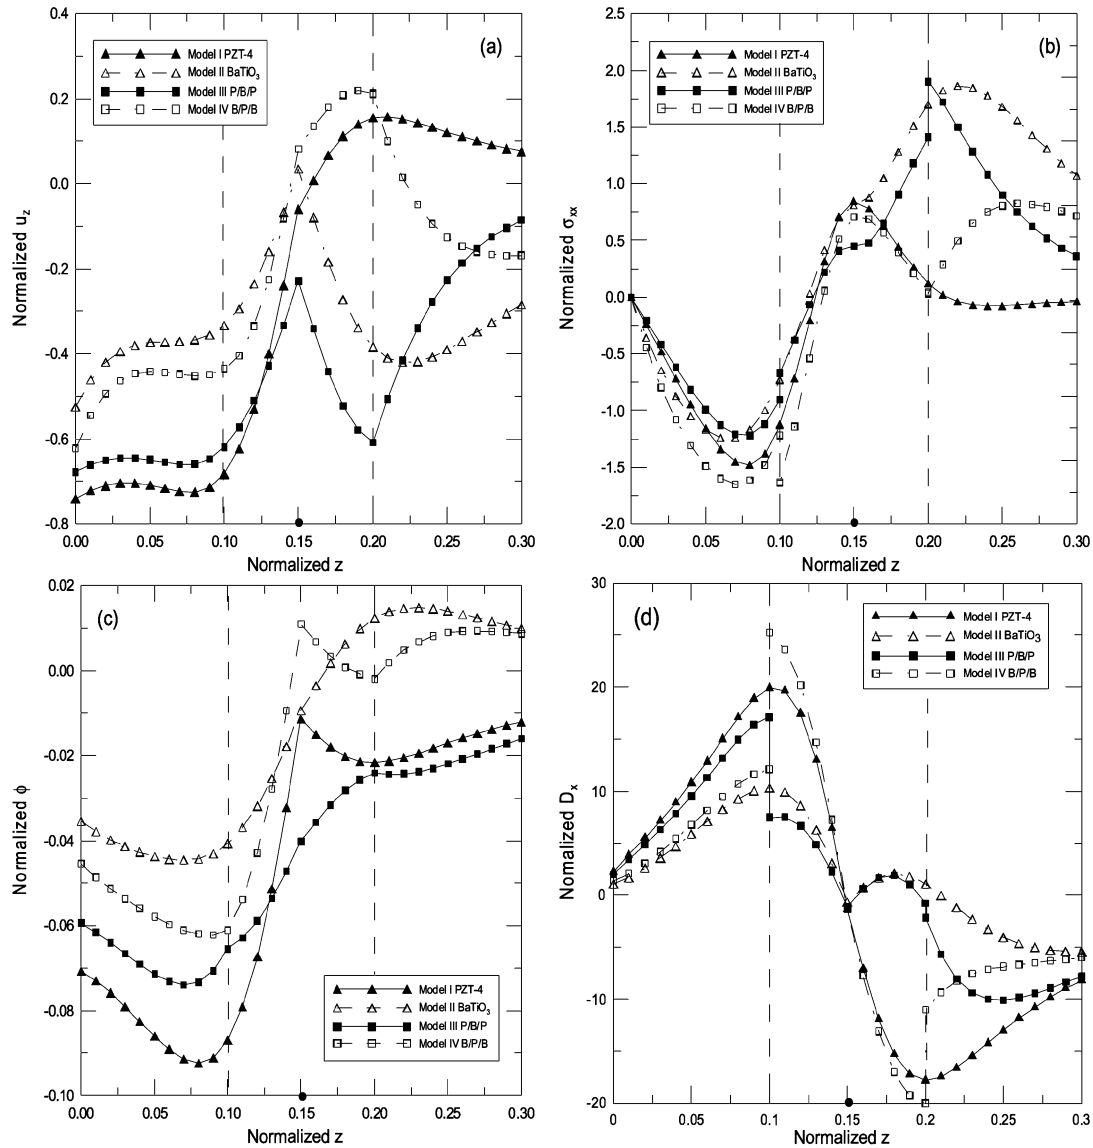 0.4
0.2
0.0
-0.2
-0.4
-0.6
-0.8
Normalized u_z
(a)
Model I PZT-4
Model II BaTiO₃
Model III P/B/P
Model IV B/P/B
0.00
0.05
0.10
0.15
0.20
0.25
0.30
Normalized z
2.5
2.0
1.5
1.0
0.5
0.0
-0.5
-1.0
-1.5
-2.0
Normalized σ_xx
(b)
Model I PZT-4
Model II BaTiO₃
Model III P/B/P
Model IV B/P/B
0.00
0.05
0.10
0.15
0.20
0.25
0.30
Normalized z
0.02
0.00
-0.02
-0.04
-0.06
-0.08
-0.10
Normalized ϕ
(c)
Model I PZT-4
Model II BaTiO₃
Model III P/B/P
Model IV B/P/B
0.00
0.05
0.10
0.15
0.20
0.25
0.30
Normalized z
30
20
10
0
-10
-20
Nomalized D_x
(d)
Model I PZT-4
Model II BaTiO₃
Model III P/B/P
Model IV B/P/B
0
0.05
0.1
0.15
0.2
0.25
0.3
Normalized z